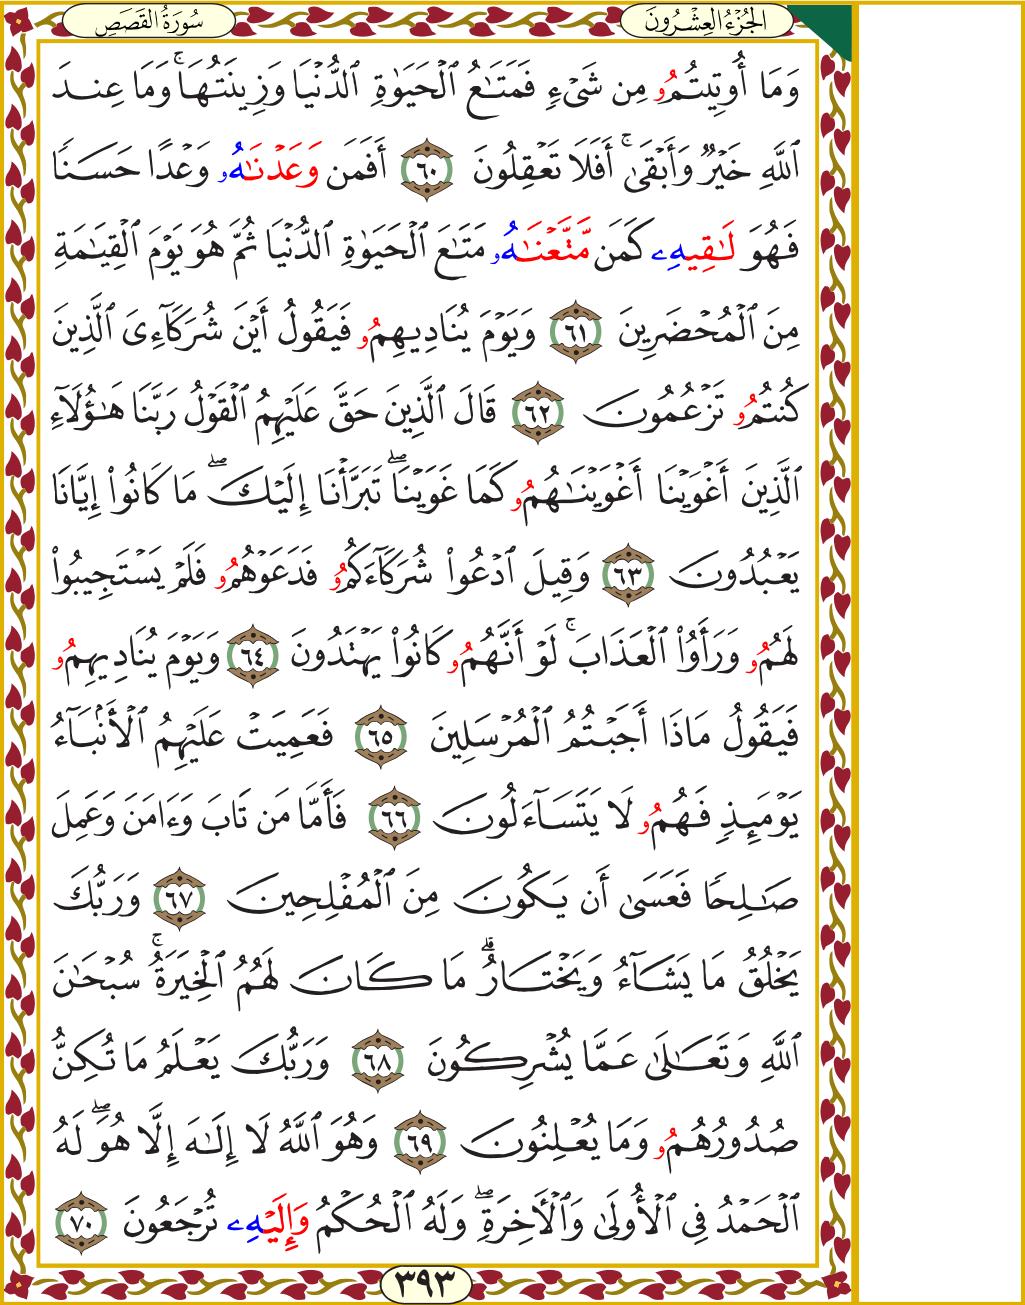 الجُزْءُ العِشْرُونَ
سُورَةُ القَصَصِ
وَمَا أُوتِيتُمُۥ مِن شَىْءٍ فَمَتَـٰعُ ٱلْحَيَوٰةِ ٱلدُّنْيَا وَزِينَتُهَا ۚ وَمَا عِندَ
ٱللَّهِ خَيْرٌ وَأَبْقَىٰٓ ۚ أَفَلَا تَعْقِلُونَ ٦٠ أَفَمَن وَعَدْنَـٰهُۥ وَعْدًا حَسَنًا
فَهُوَ لَـٰقِيهِۦ كَمَن مَّتَّعْنَـٰهُۥ مَتَـٰعَ ٱلْحَيَوٰةِ ٱلدُّنْيَا ثُمَّ هُوَ يَوْمَ ٱلْقِيَـٰمَةِ
مِنَ ٱلْمُحْضَرِينَ ٦١ وَيَوْمَ يُنَادِيهِمُۥ فَيَقُولُ أَيْنَ شُرَكَآءِىَ ٱلَّذِينَ
كُنتُمُۥ تَزْعُمُونَ ٦٢ قَالَ ٱلَّذِينَ حَقَّ عَلَيْهِمُ ٱلْقَوْلُ رَبَّنَا هَـٰٓؤُلَآءِ
ٱلَّذِينَ أَغْوَيْنَا أَغْوَيْنَـٰهُمُۥ كَمَا غَوَيْنَا ۖ تَبَرَّأْنَا إِلَيْكَ ۖ مَا كَانُوا۟ إِيَّانَا
يَعْبُدُونَ ٦٣ وَقِيلَ ٱدْعُوا۟ شُرَكَآءَكُمُۥ فَدَعَوْهُمُۥ فَلَمْ يَسْتَجِيبُوا۟
لَهُمُۥ وَرَأَوُا۟ ٱلْعَذَابَ ۚ لَوْ أَنَّهُمُۥ كَانُوا۟ يَهْتَدُونَ ٦٤ وَيَوْمَ يُنَادِيهِمُۥ
فَيَقُولُ مَاذَا أَجَبْتُمُ ٱلْمُرْسَلِينَ ٦٥ فَعَمِيَتْ عَلَيْهِمُ ٱلْأَنۢبَآءُ
يَوْمَئِذٍ فَهُمُۥ لَا يَتَسَآءَلُونَ ٦٦ فَأَمَّا مَن تَابَ وَءَامَنَ وَعَمِلَ
صَـٰلِحًا فَعَسَىٰ أَن يَكُونَ مِنَ ٱلْمُفْلِحِينَ ٦٧ وَرَبُّكَ
يَخْلُقُ مَا يَشَآءُ وَيَخْتَارُ ۗ مَا كَانَ لَهُمُ ٱلْخِيَرَةُ ۚ سُبْحَـٰنَ
ٱللَّهِ وَتَعَـٰلَىٰ عَمَّا يُشْرِكُونَ ٦٨ وَرَبُّكَ يَعْلَمُ مَا تُكِنُّ
صُدُورُهُمُۥ وَمَا يُعْلِنُونَ ٦٩ وَهُوَ ٱللَّهُ لَا إِلَـٰهَ إِلَّا هُوَ ۖ لَهُ
ٱلْحَمْدُ فِى ٱلْأُولَىٰ وَٱلْـَٔاخِرَةِ ۖ وَلَهُ ٱلْحُكْمُ وَإِلَيْهِۦ تُرْجَعُونَ ٧٠
٣٩٣